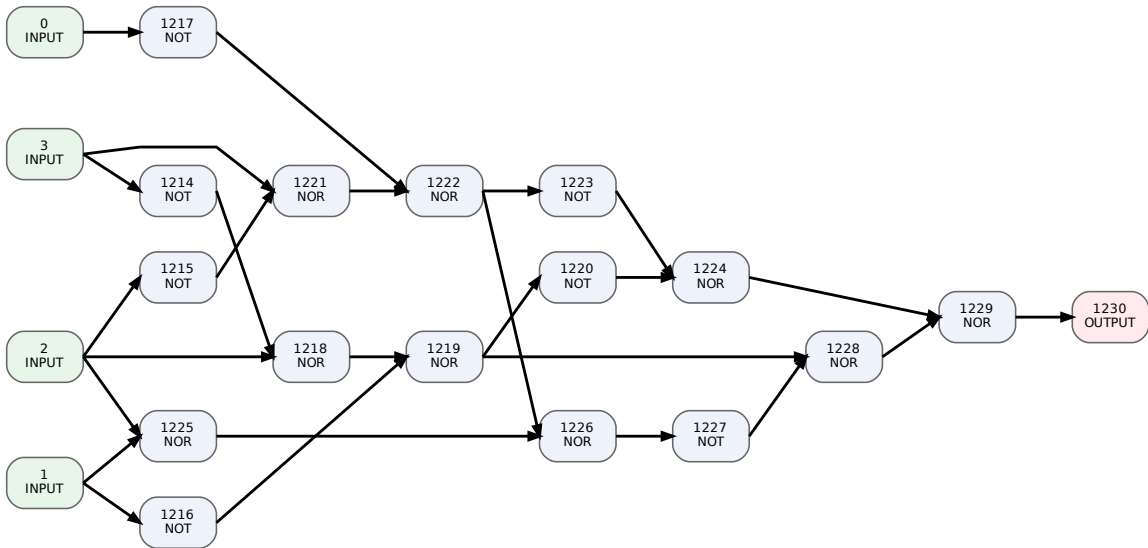 0
INPUT
1217
NOT
3
INPUT
1214
NOT
1221
NOR
1222
NOR
1223
NOT
1215
NOT
1220
NOT
1224
NOR
1229
NOR
1230
OUTPUT
2
INPUT
1218
NOR
1219
NOR
1228
NOR
1225
NOR
1226
NOR
1227
NOT
1
INPUT
1216
NOT